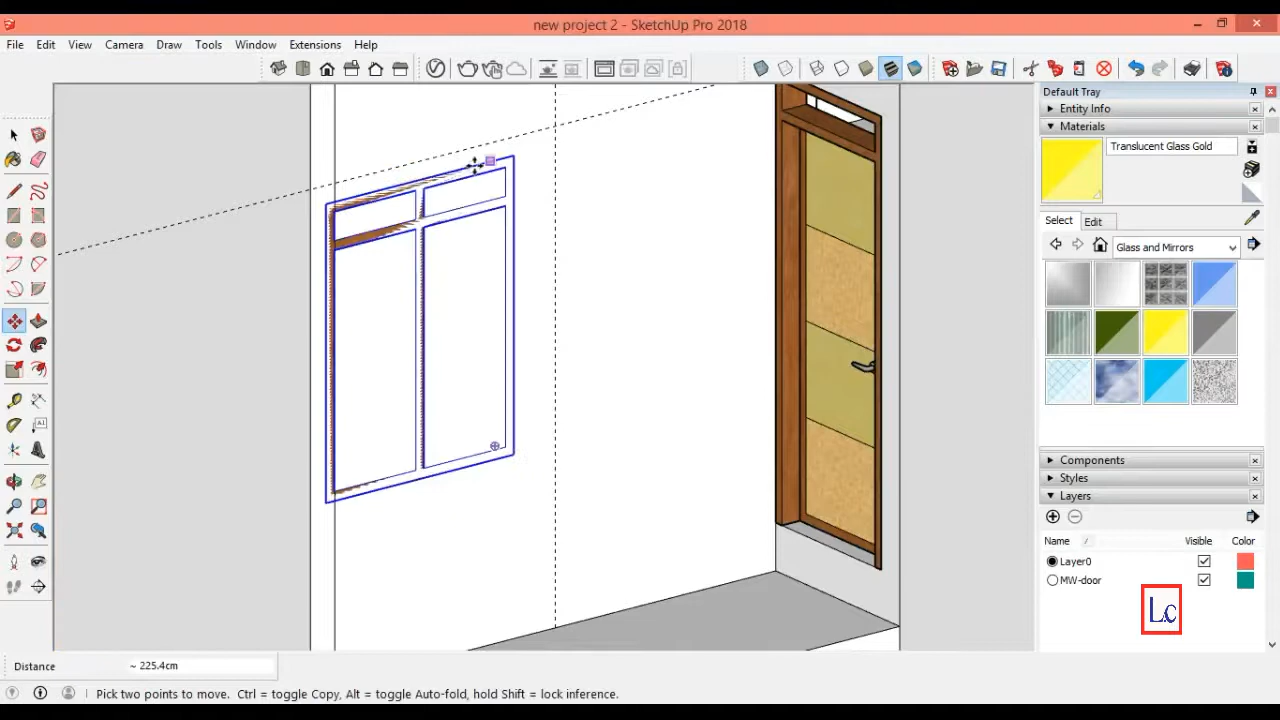 new project 2 - SketchUp Pro 2018
File Edit View Camera Draw Tools Window Extensions Help
Default Tray
Entity Info
Materials
Translucent Glass Gold
Select Edit
Glass and Mirrors
Components
Styles
Layers
Name Visible Color
Layer0
MW-door
L.c
Distance ~ 225.4cm
Pick two points to move. Ctrl = toggle Copy, Alt = toggle Auto-fold, hold Shift = lock inference.